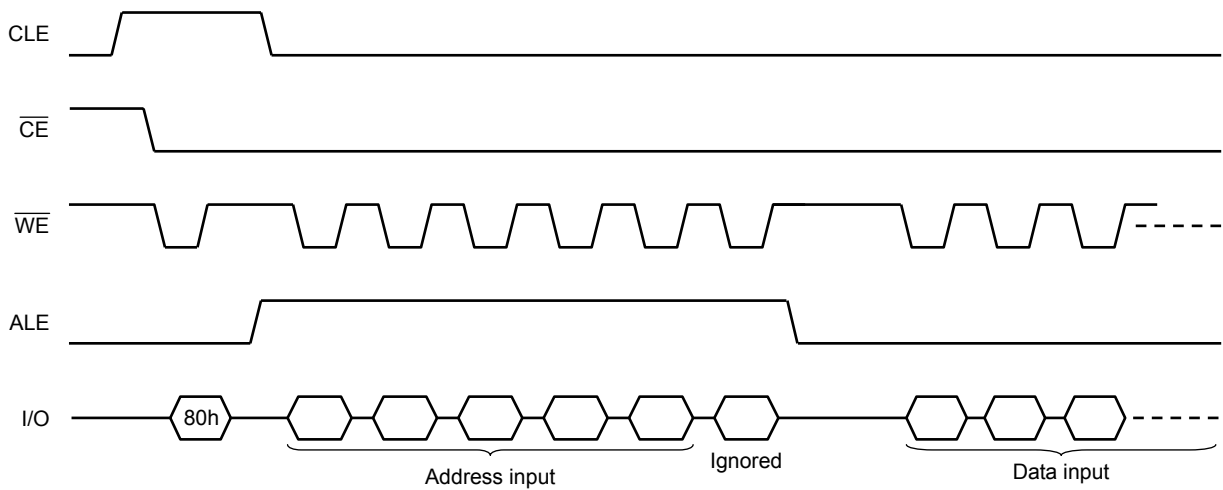 CLE
CE
WE
ALE
I/O
80h
Address input
Ignored
Data input